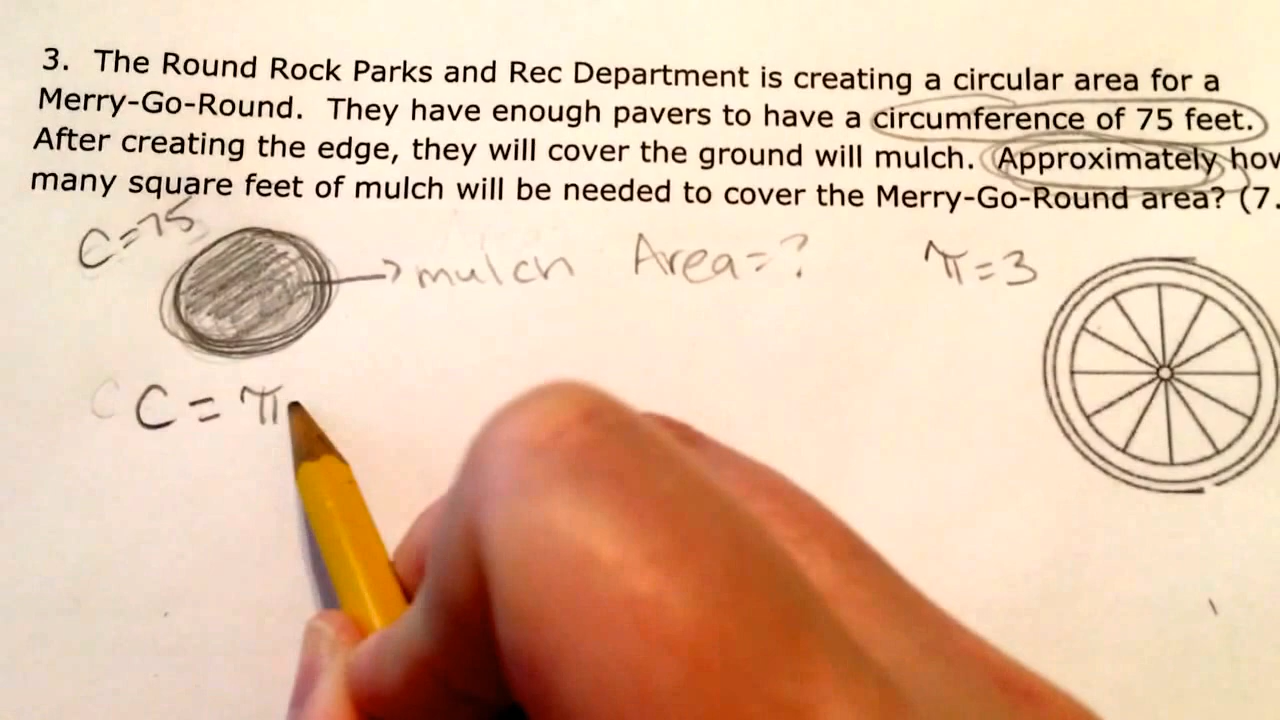 3. The Round Rock Parks and Rec Department is creating a circular area for a
Merry-Go-Round. They have enough pavers to have a circumference of 75 feet.
After creating the edge, they will cover the ground will mulch. Approximately how
many square feet of mulch will be needed to cover the Merry-Go-Round area? (7.
C=75
mulch Area=? π=3
C = π